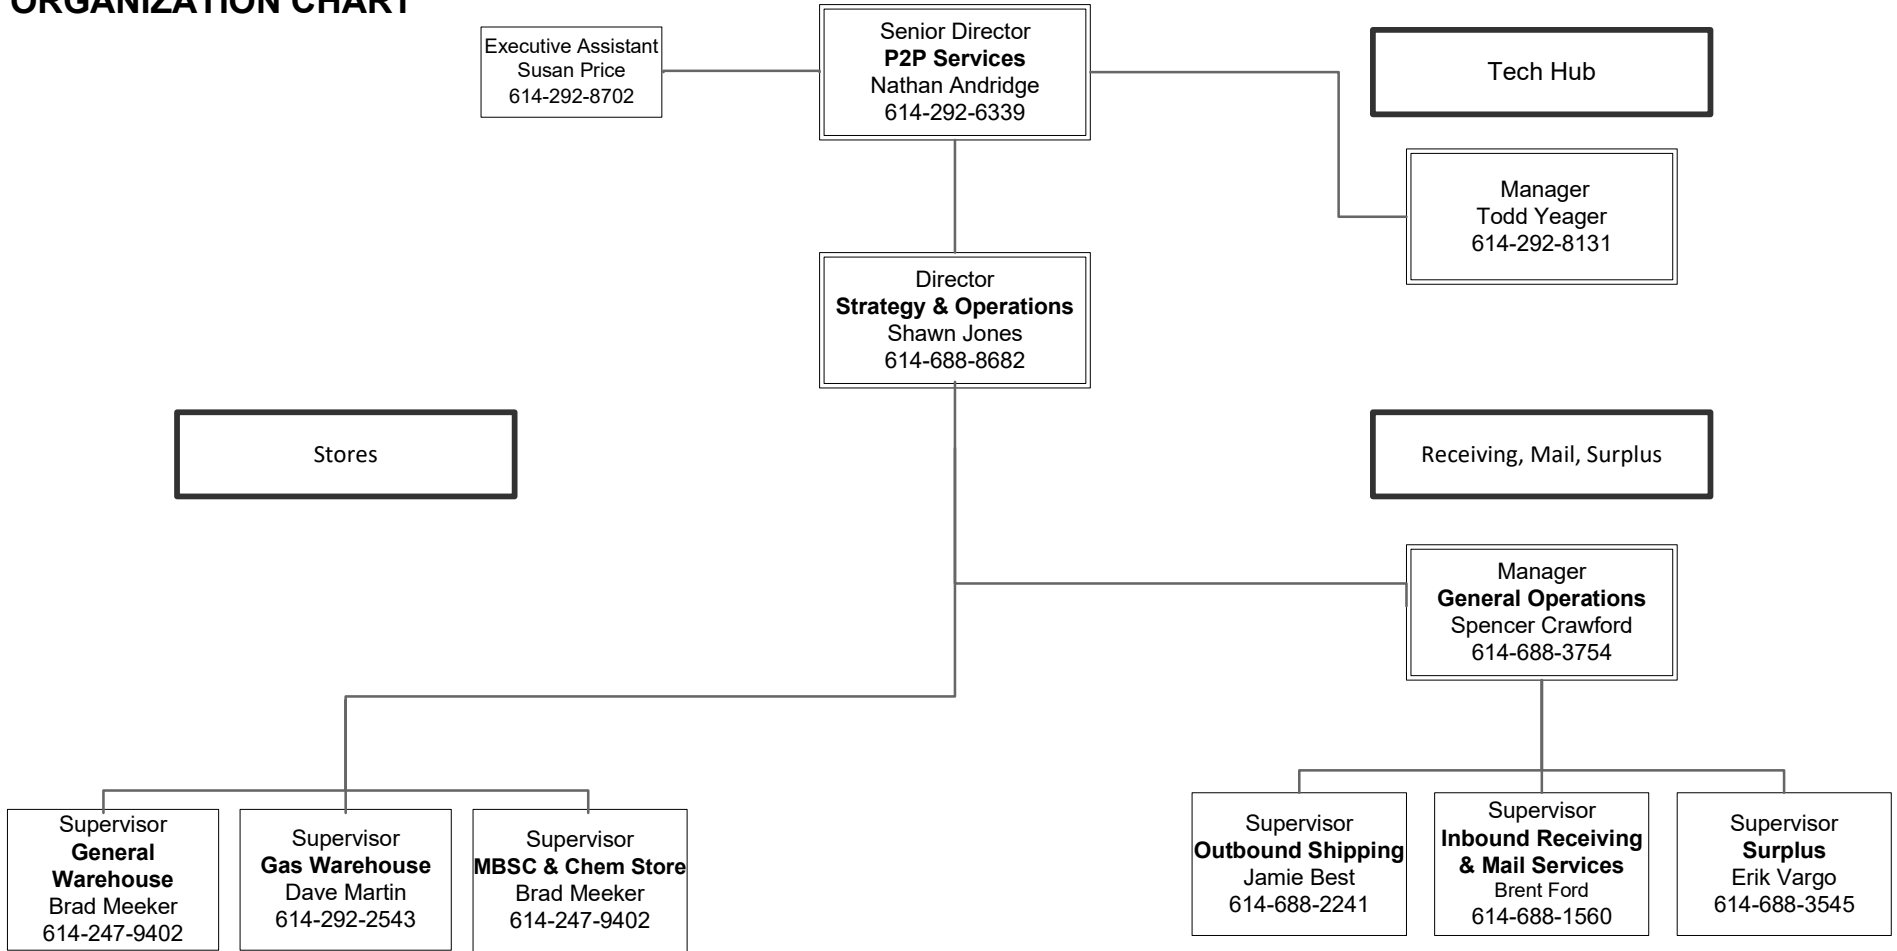 ORGANIZATION CHART
Executive Assistant
Susan Price
614-292-8702
Senior Director
P2P Services
Nathan Andridge
614-292-6339
Tech Hub
Manager
Todd Yeager
614-292-8131
Director
Strategy & Operations
Shawn Jones
614-688-8682
Stores
Receiving, Mail, Surplus
Manager
General Operations
Spencer Crawford
614-688-3754
Supervisor
General
Warehouse
Brad Meeker
614-247-9402
Supervisor
Gas Warehouse
Dave Martin
614-292-2543
Supervisor
MBSC & Chem Store
Brad Meeker
614-247-9402
Supervisor
Outbound Shipping
Jamie Best
614-688-2241
Supervisor
Inbound Receiving
& Mail Services
Brent Ford
614-688-1560
Supervisor
Surplus
Erik Vargo
614-688-3545